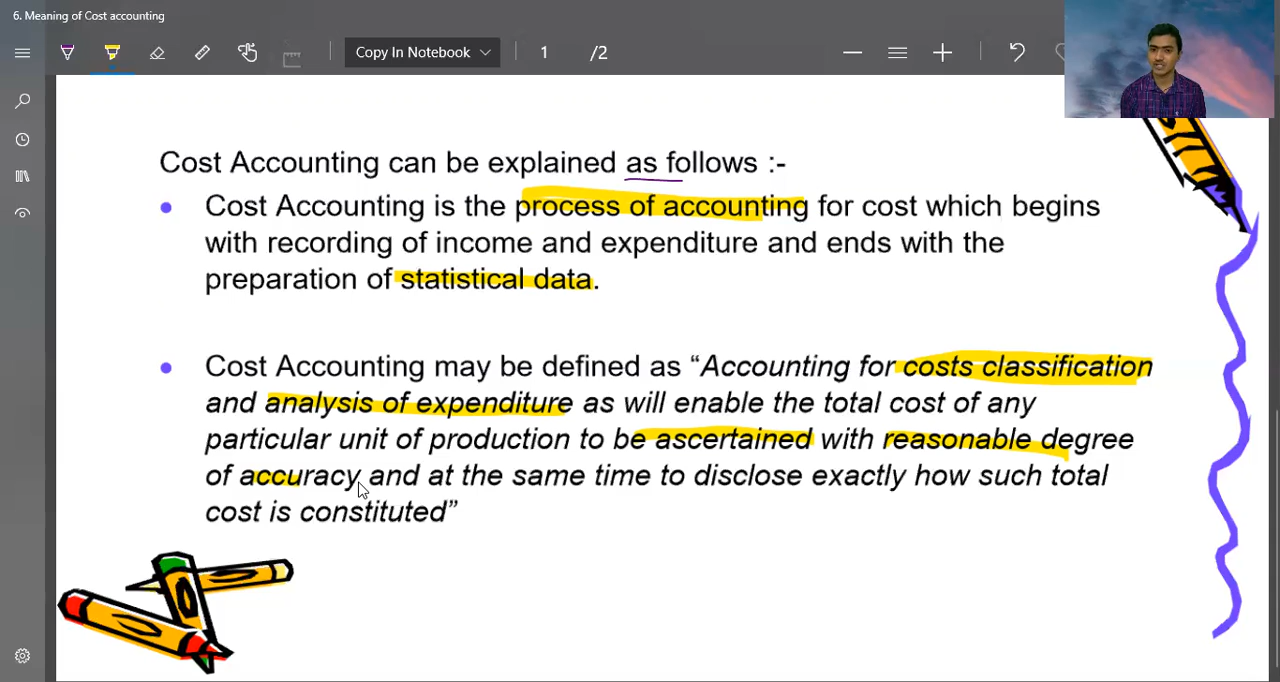 6. Meaning of Cost accounting
Copy In Notebook 1 /2
Cost Accounting can be explained as follows :-
• Cost Accounting is the process of accounting for cost which begins
with recording of income and expenditure and ends with the
preparation of statistical data.
• Cost Accounting may be defined as “Accounting for costs classification
and analysis of expenditure as will enable the total cost of any
particular unit of production to be ascertained with reasonable degree
of accuracy and at the same time to disclose exactly how such total
cost is constituted”